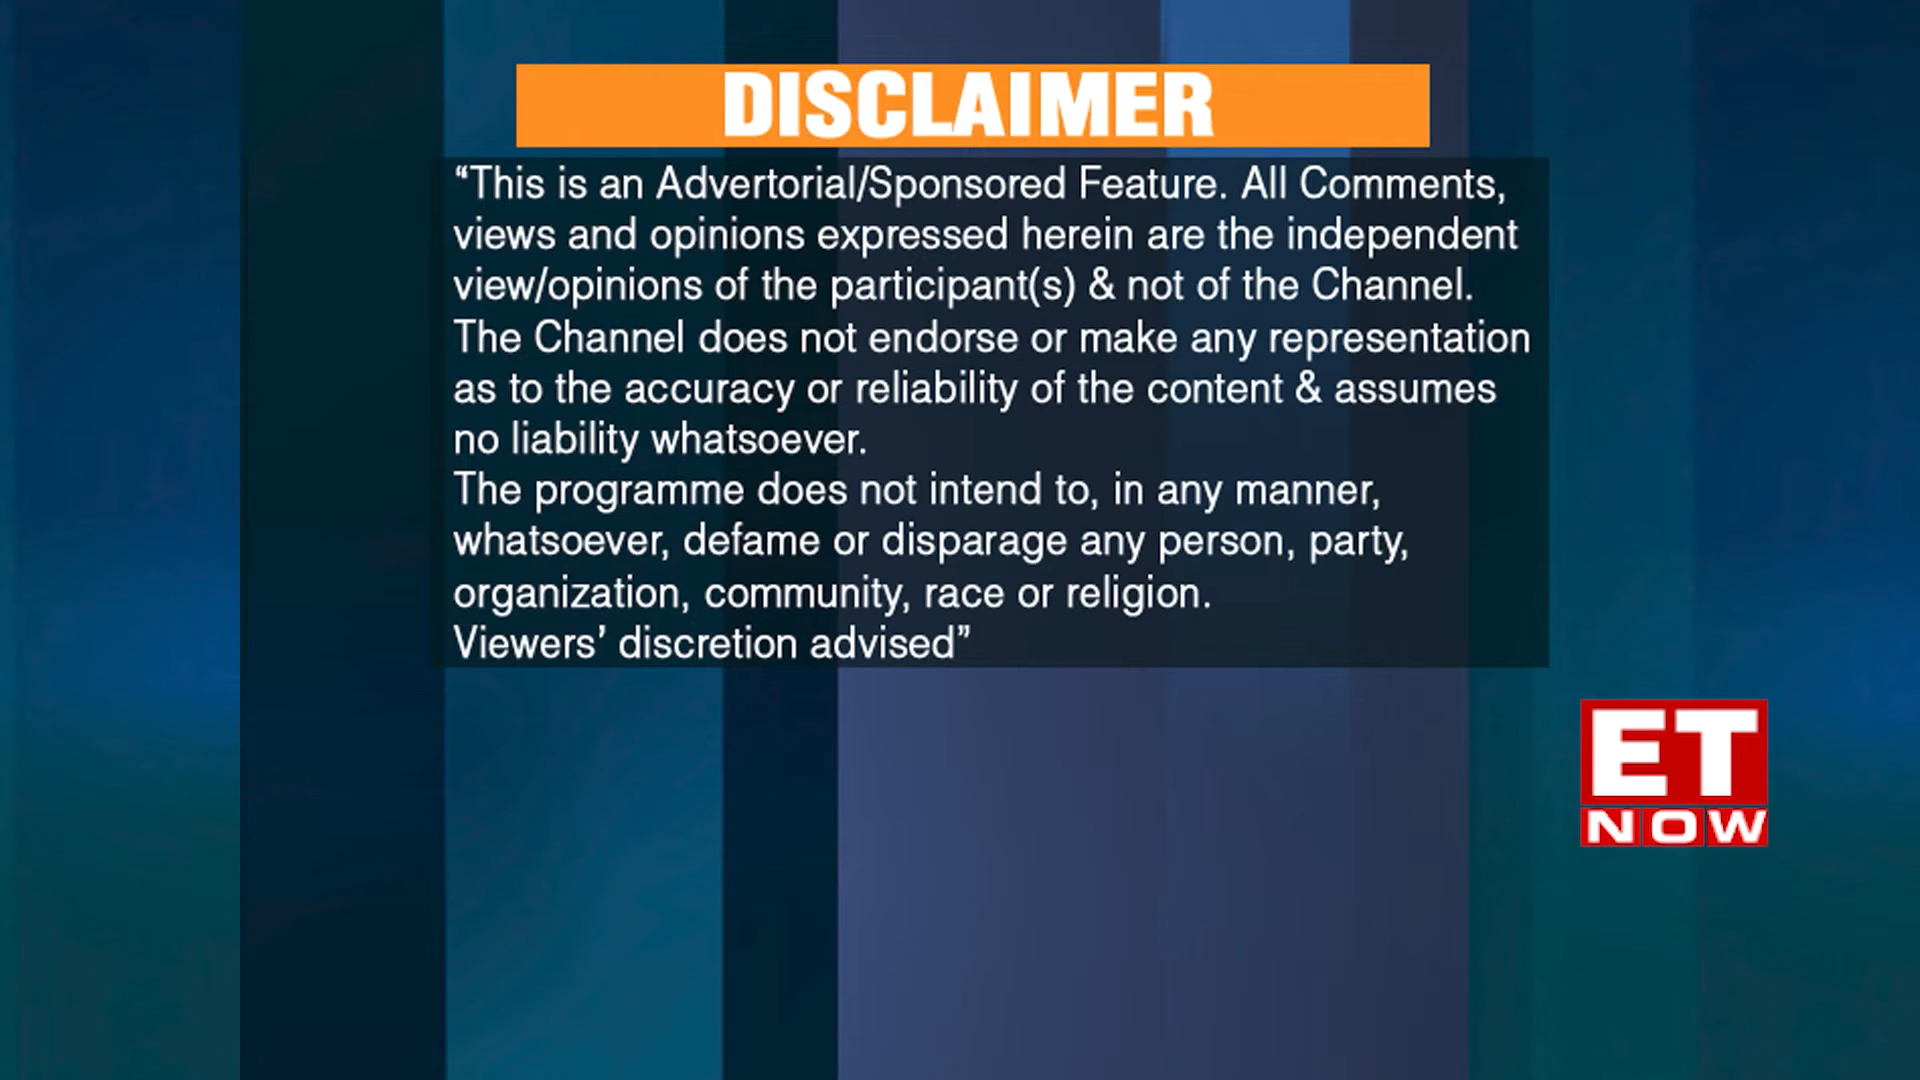 DISCLAIMER
“This is an Advertorial/Sponsored Feature. All Comments,
views and opinions expressed herein are the independent
view/opinions of the participant(s) & not of the Channel.
The Channel does not endorse or make any representation
as to the accuracy or reliability of the content & assumes
no liability whatsoever.
The programme does not intend to, in any manner,
whatsoever, defame or disparage any person, party,
organization, community, race or religion.
Viewers’ discretion advised”
ET
NOW